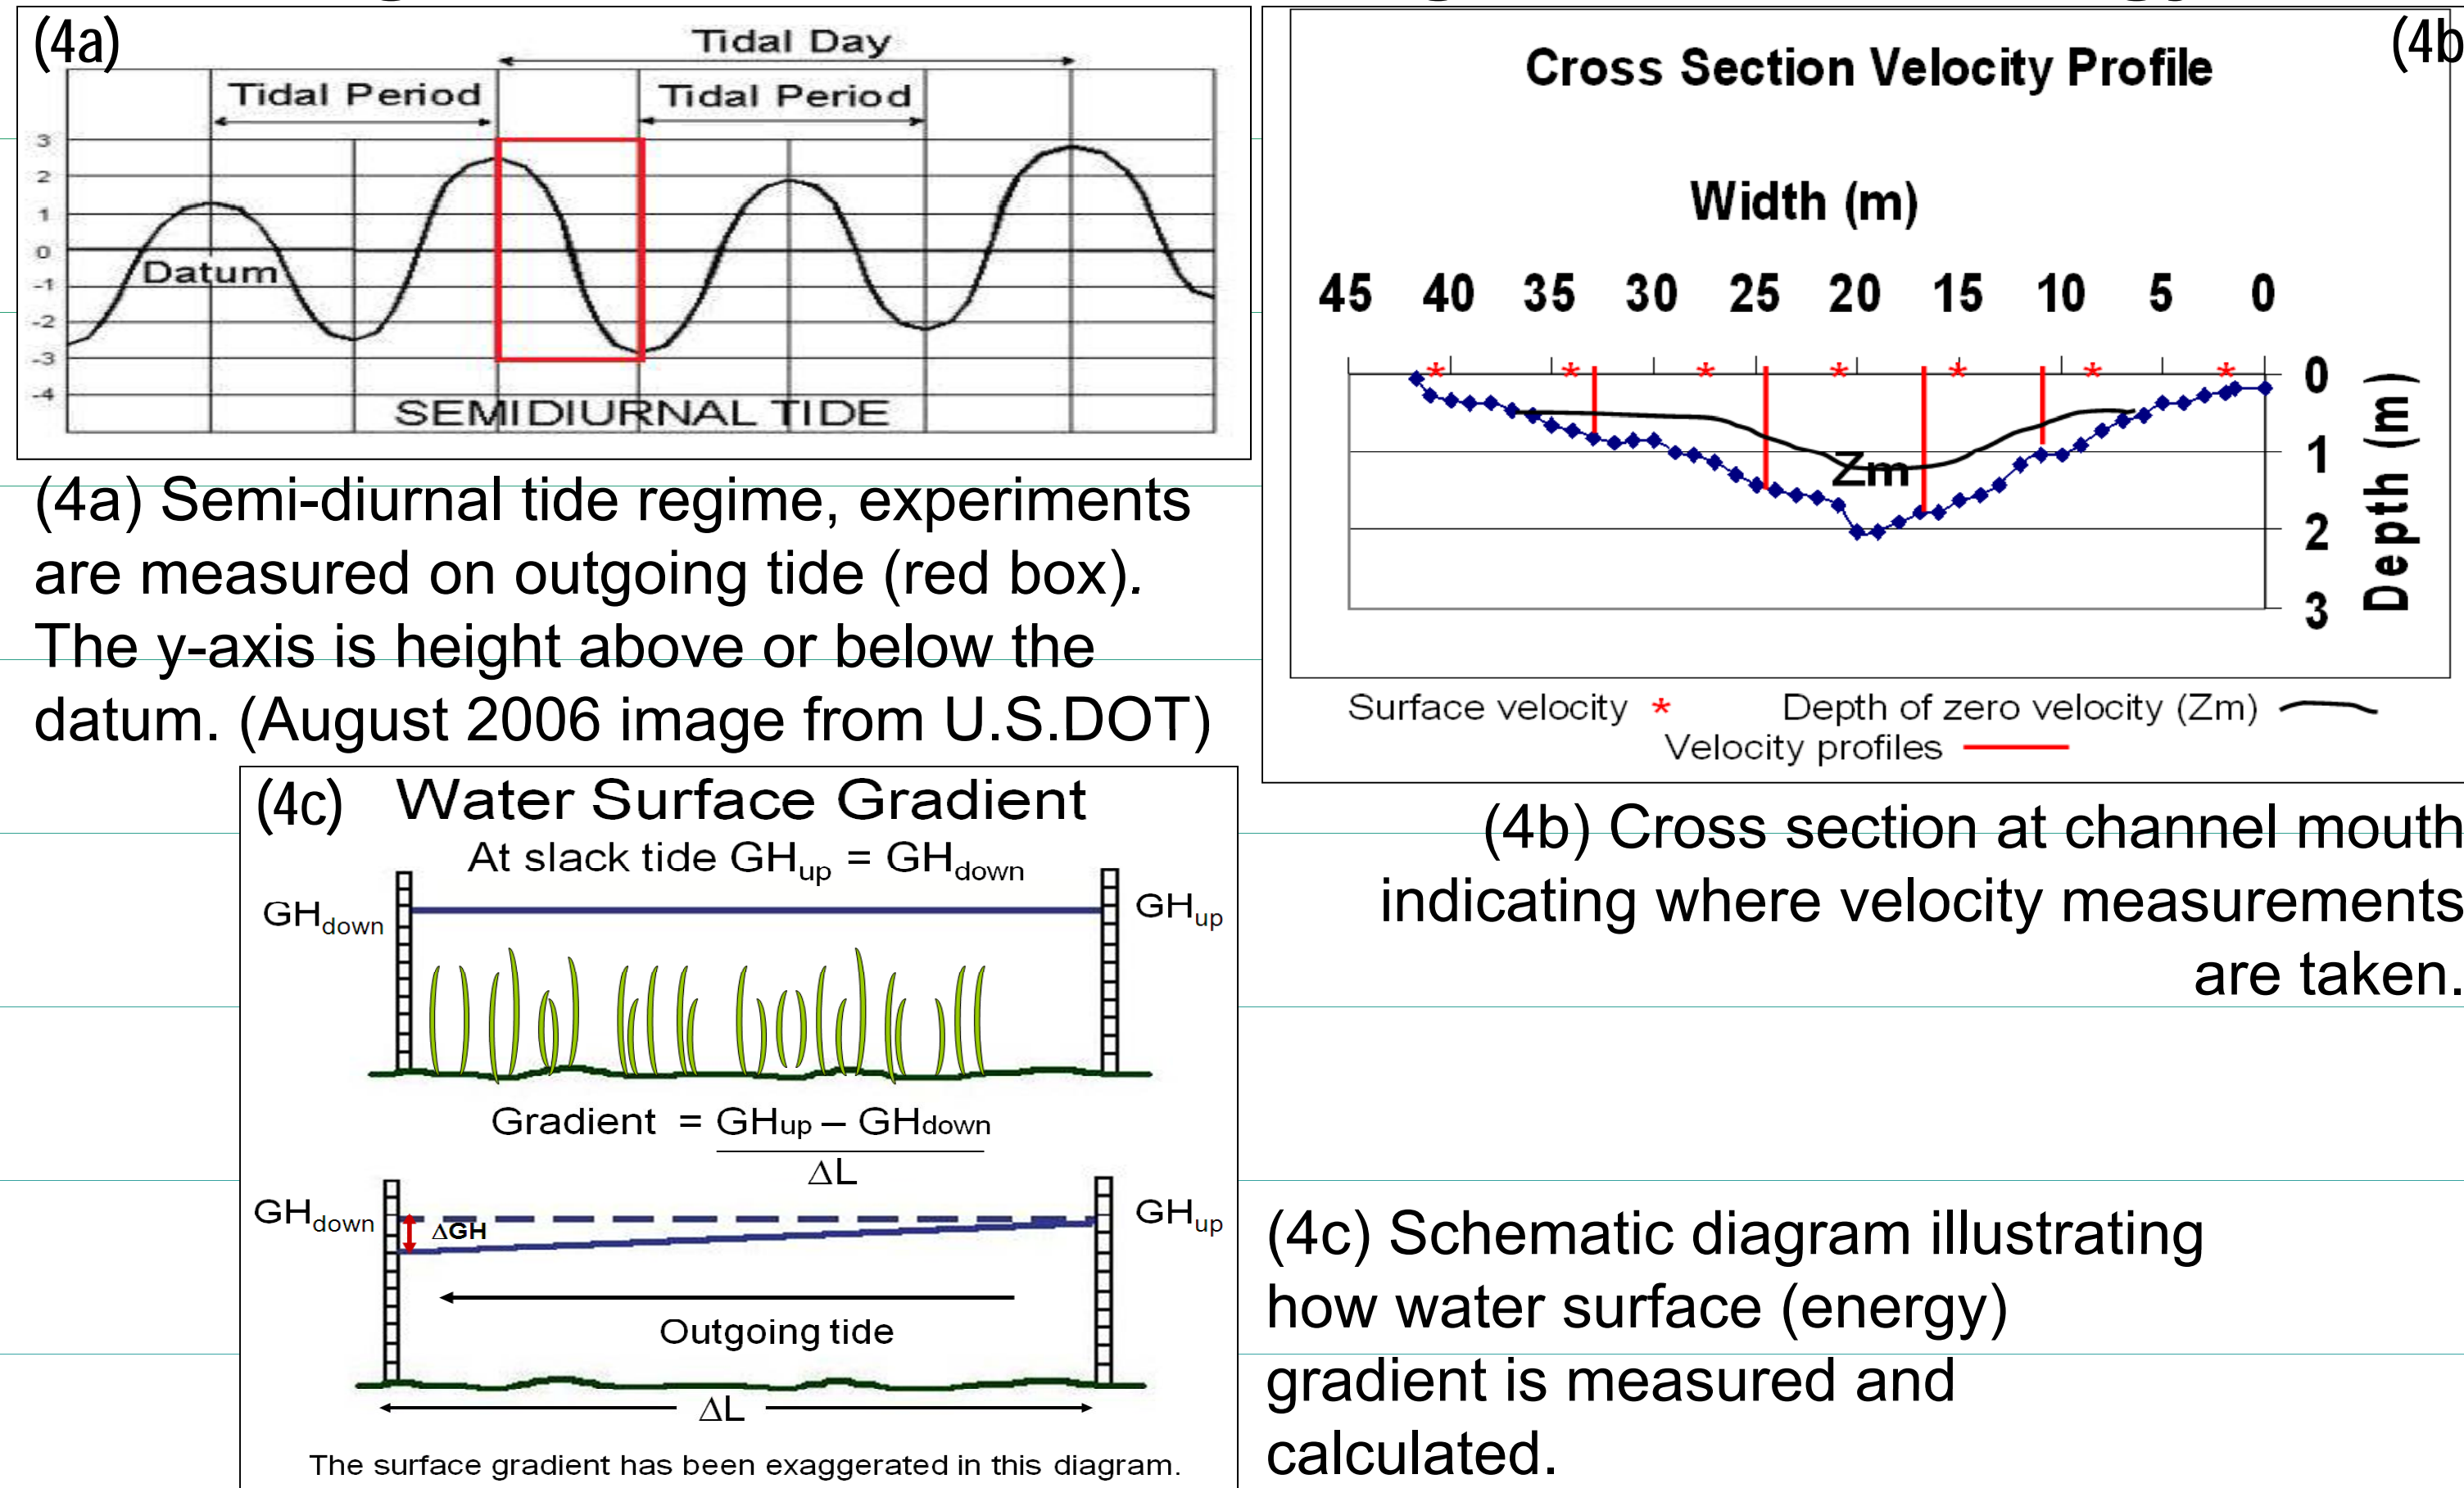 (4a)
Tidal Day
Tidal Period
Tidal Period
3
2
1
0
-1
-2
-3
-4
Datum
SEMIDIURNAL TIDE
(4a) Semi-diurnal tide regime, experiments
are measured on outgoing tide (red box).
The y-axis is height above or below the
datum. (August 2006 image from U.S.DOT)
(4b
Cross Section Velocity Profile
Width (m)
45 40 35 30 25 20 15 10 5 0
0
1
2
3
Depth (m)
Zm
Surface velocity * Depth of zero velocity (Zm)
Velocity profiles
(4b) Cross section at channel mouth
indicating where velocity measurements
are taken.
(4c) Water Surface Gradient
At slack tide GHup = GHdown
GHdown GHup
Gradient = GHup – GHdown
ΔL
GHdown ΔGH GHup
Outgoing tide
ΔL
The surface gradient has been exaggerated in this diagram.
(4c) Schematic diagram illustrating
how water surface (energy)
gradient is measured and
calculated.